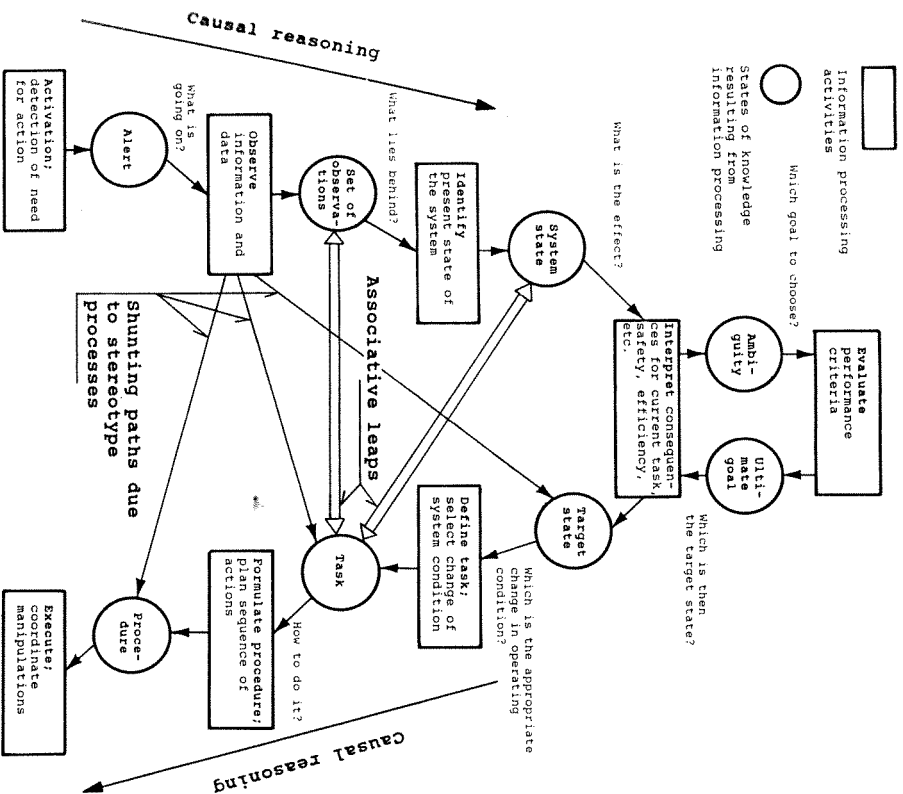 Information processing
activities
States of knowledge
resulting from
information processing
Causal reasoning
Activation;
detection of need
for action
Alert
What is
going on?
Observe
information and
data
Set of
observa-
tions
What lies behind?
Identify
present state of
the system
System
state
What is the effect?
Interpret consequen-
ces for current task,
safety, efficiency,
etc.
Ambi-
guity
Which goal to choose?
Evaluate
performance
criteria
Ulti-
mate
goal
Which is then
the target state?
Target
state
Which is the appropriate
change in operating
condition?
Define task;
select change of
system condition
Task
How to do it?
Formulate procedure;
plan sequence of
actions
Proce-
dure
Execute;
coordinate
manipulations
Associative leaps
Shunting paths due
to stereotype
processes
Causal reasoning